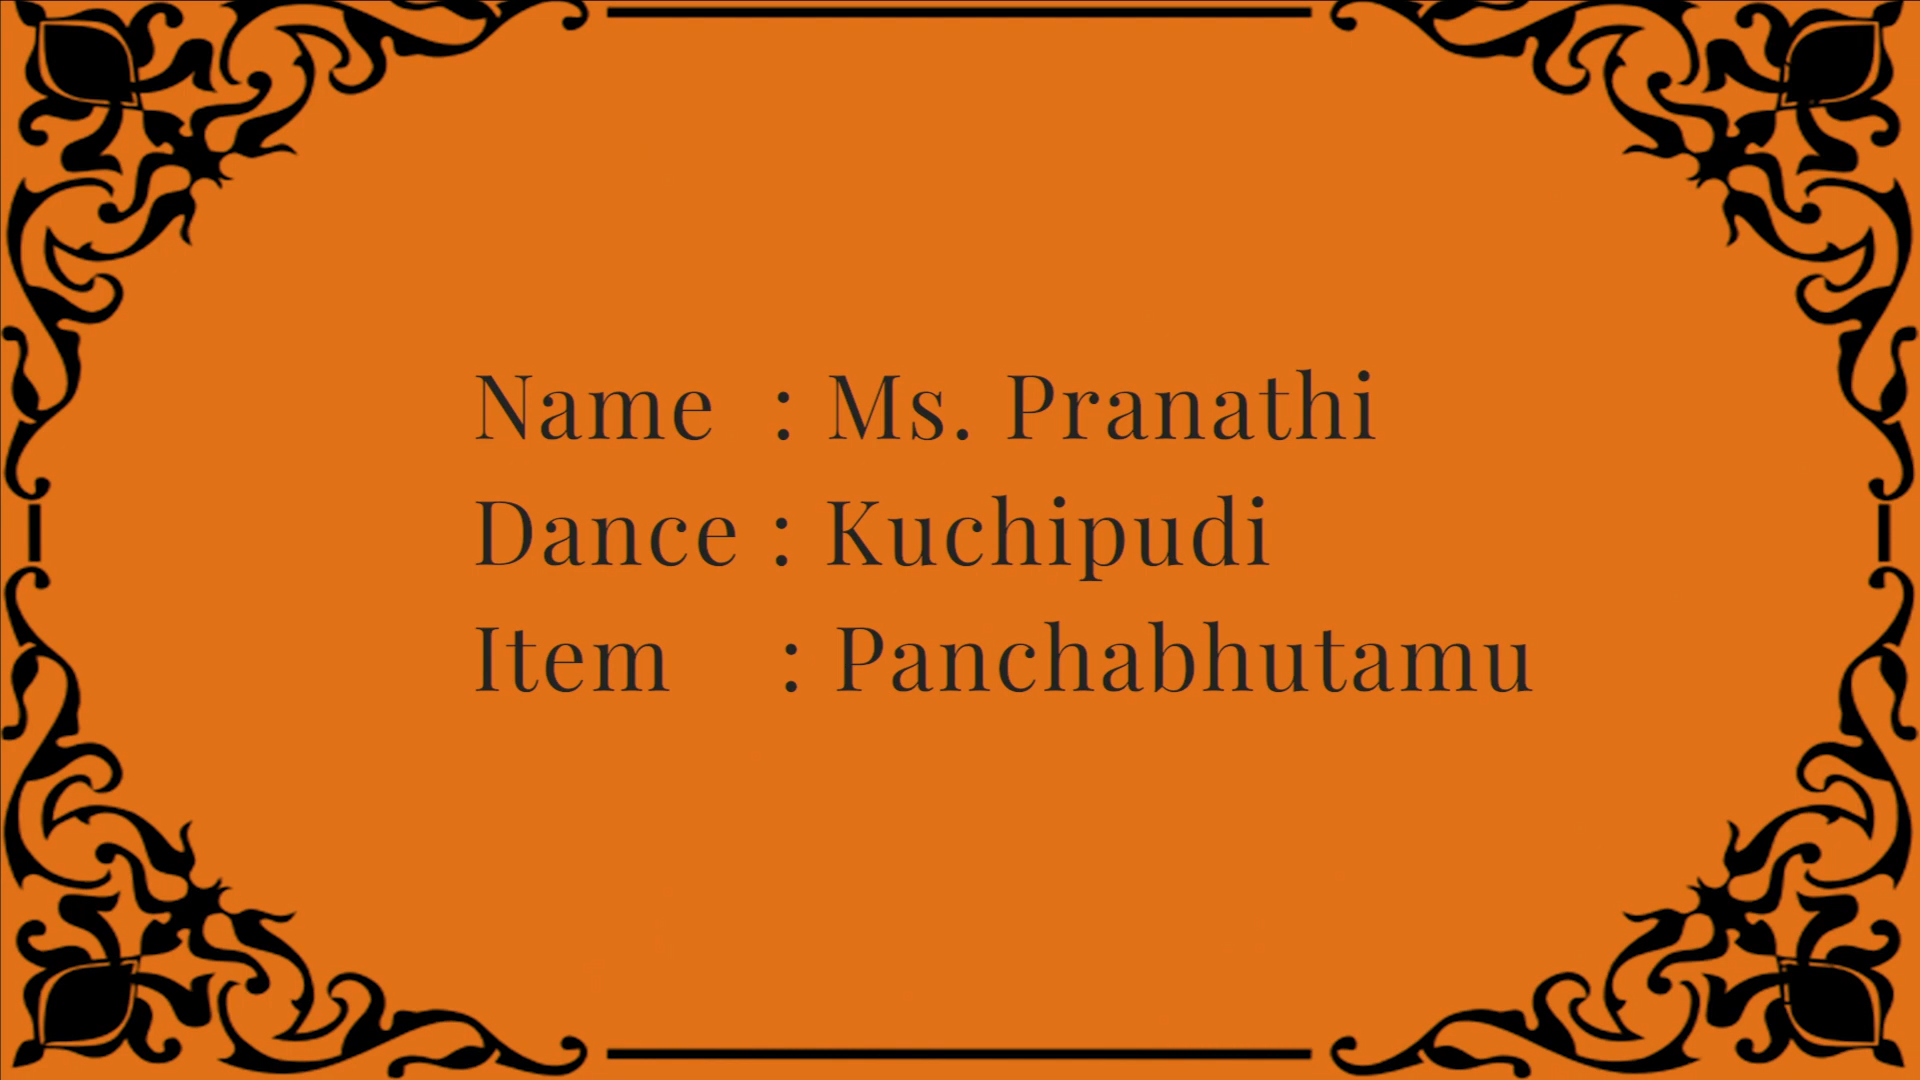 Name : Ms. Pranathi
Dance : Kuchipudi
Item : Panchabhutamu